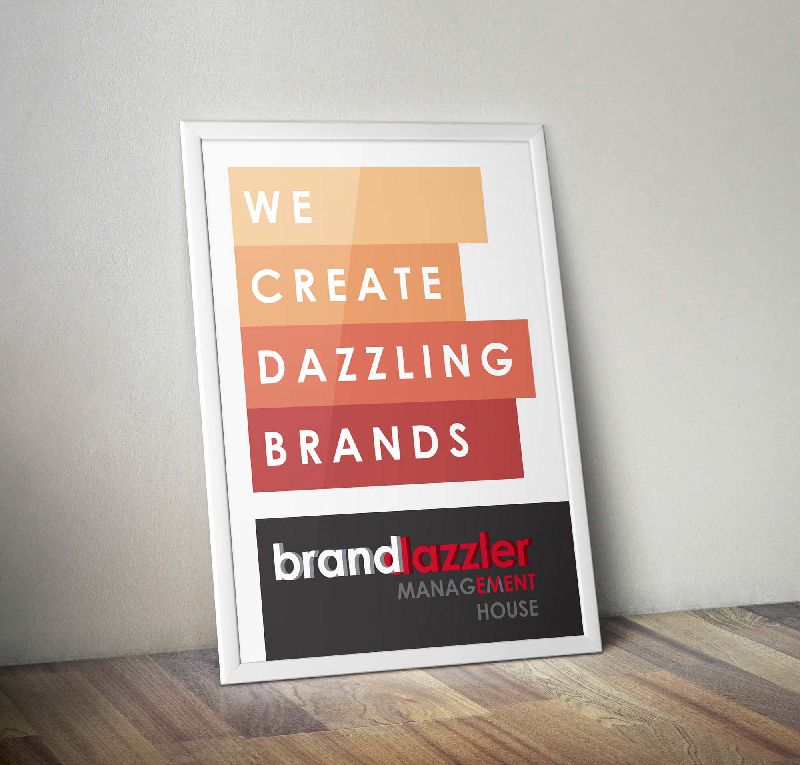 WE
CREATE
DAZZLING
BRANDS
branddazzler
MANAGEMENT
HOUSE